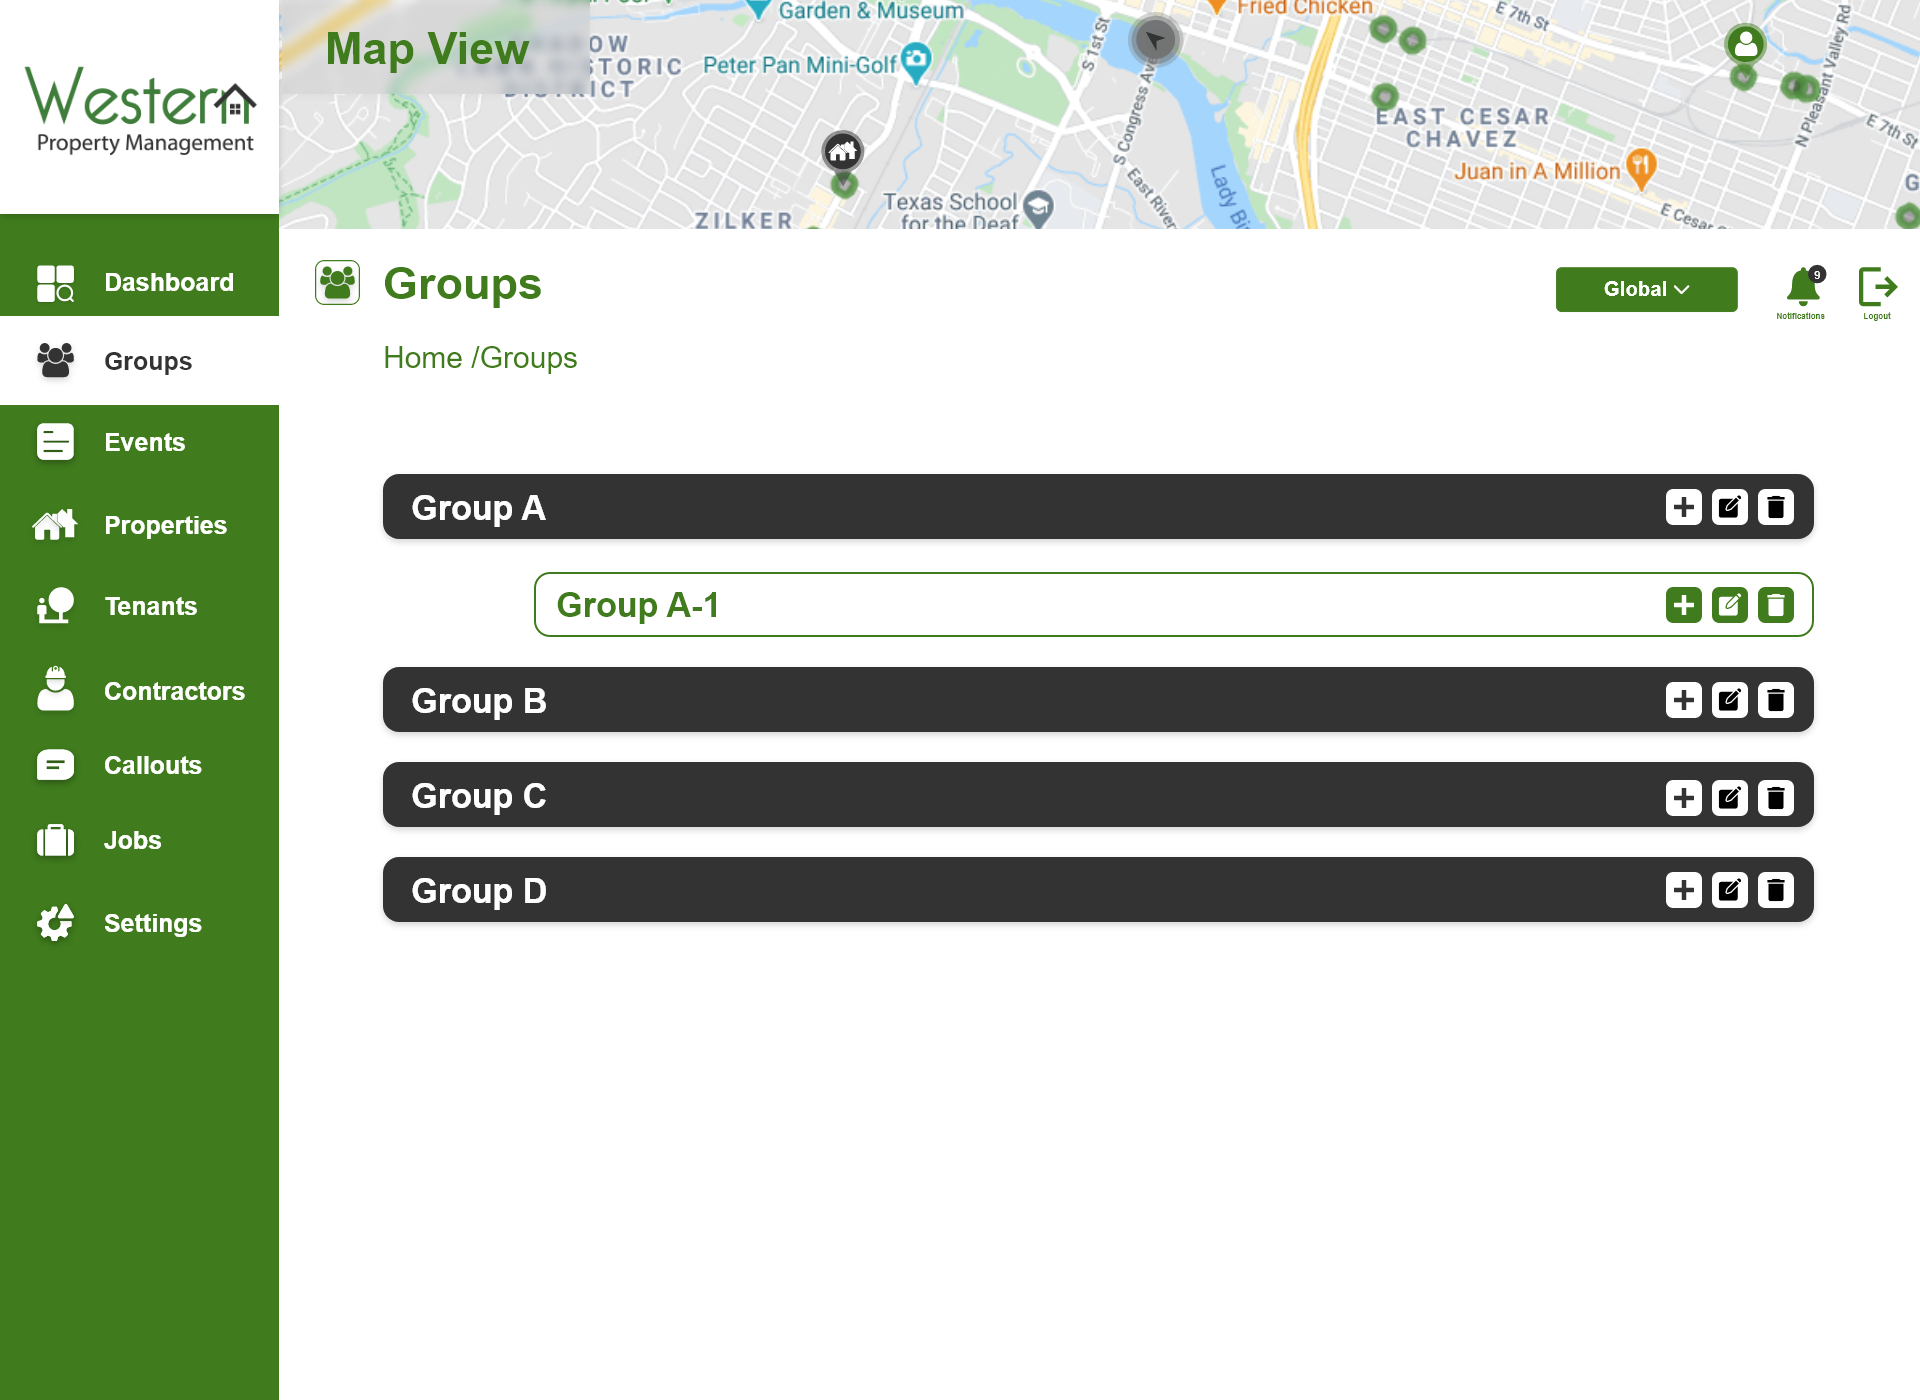 Western
Property Management
Dashboard
Groups
Events
Properties
Tenants
Contractors
Callouts
Jobs
Settings
Map View
Garden & Museum
HISTORIC
DISTRICT
Peter Pan Mini-Golf
ZILKER
Texas School
for the Deaf
S 1st St
S Congress Ave
East River
Lady Bi
Fried Chicken
E 7th St
EAST CESAR
CHAVEZ
Juan in A Million
N Pleasant Valley Rd
E 7th St
E Cesar
G
Groups
Home /Groups
Global
9
Notifications
Logout
Group A
Group A-1
Group B
Group C
Group D